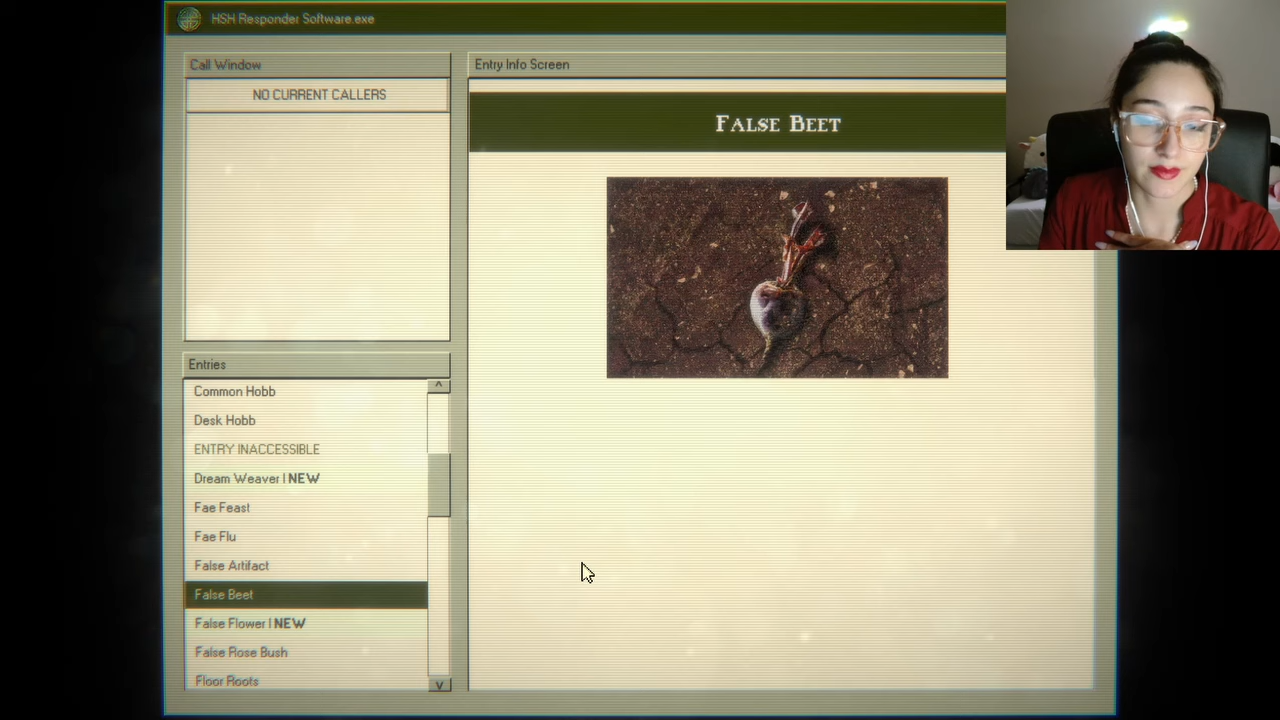 HSH Responder Software.exe
Call Window
NO CURRENT CALLERS
Entry Info Screen
False Beet
Entries
Common Hobb
Desk Hobb
ENTRY INACCESSIBLE
Dream Weaver | NEW
Fae Feast
Fae Flu
False Artifact
False Beet
False Flower | NEW
False Rose Bush
Floor Roots